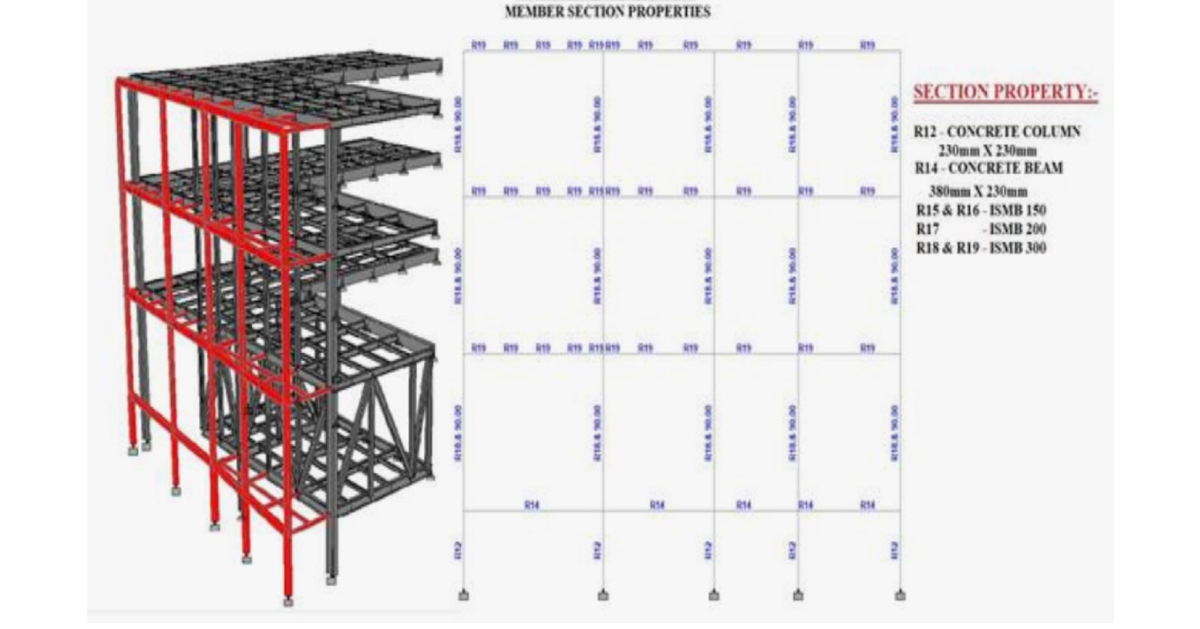 MEMBER SECTION PROPERTIES
R19 R19 R19 R19 R19 R19 R19 R19 R19 R19 R19
R18.& 90.00 R18.& 90.00 R18.& 90.00 R18.& 90.00 R18.& 90.00
R19 R19 R19 R19 R19 R19 R19 R19 R19 R19 R19
R18.& 90.00 R18.& 90.00 R18.& 90.00 R18.& 90.00 R18.& 90.00
R19 R19 R19 R19 R19 R19 R19 R19 R19 R19 R19
R18.& 90.00 R18.& 90.00 R18.& 90.00 R18.& 90.00 R18.& 90.00
R14 R14 R14 R14 R14
R12 R12 R12 R12 R12
SECTION PROPERTY:-
R12 - CONCRETE COLUMN
230mm X 230mm
R14 - CONCRETE BEAM
380mm X 230mm
R15 & R16 - ISMB 150
R17 - ISMB 200
R18 & R19 - ISMB 300